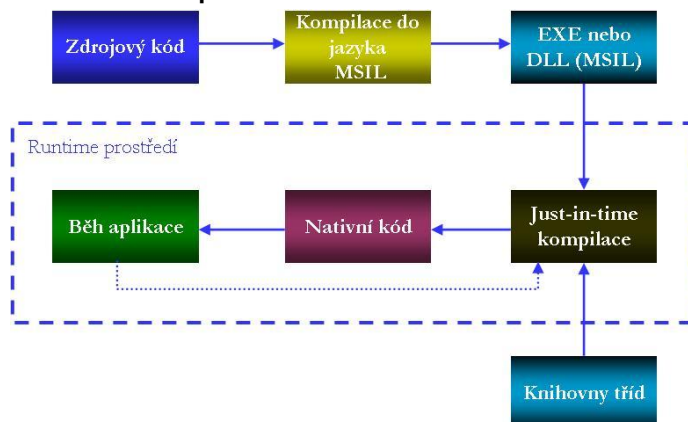 Zdrojový kód
Kompilace do
jazyka
MSIL
EXE nebo
DLL (MSIL)
Runtime prostředí
Běh aplikace
Nativní kód
Just-in-time
kompilace
Knihovny tříd